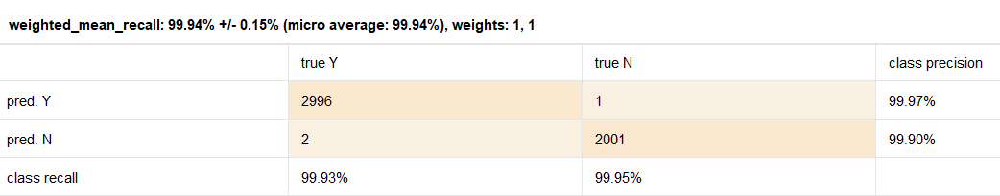 weighted_mean_recall: 99.94% +/- 0.15% (micro average: 99.94%), weights: 1, 1
true Y true N class precision
pred. Y 2996 1 99.97%
pred. N 2 2001 99.90%
class recall 99.93% 99.95%